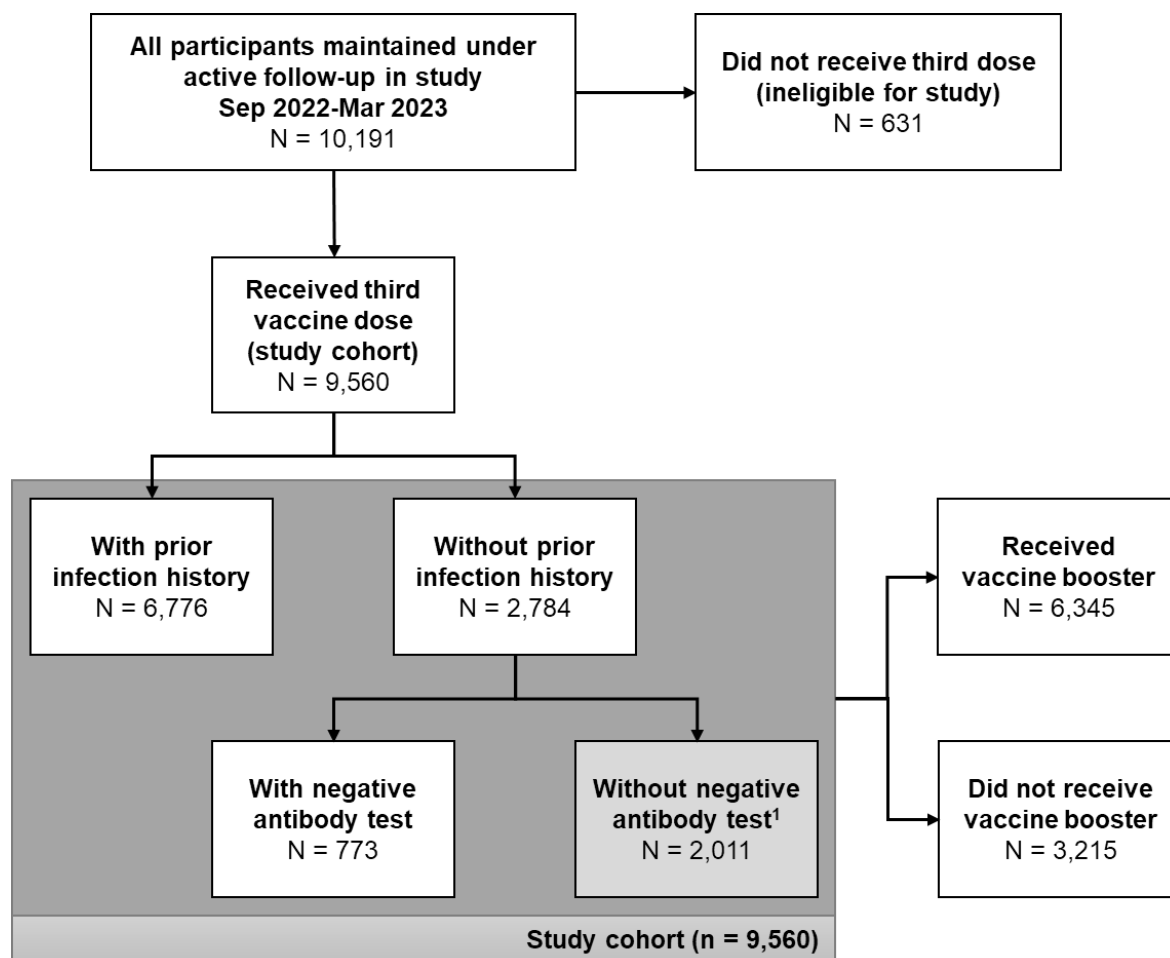 All participants maintained under
active follow-up in study
Sep 2022-Mar 2023
N = 10,191
Did not receive third dose
(ineligible for study)
N = 631
Received third
vaccine dose
(study cohort)
N = 9,560
With prior
infection history
N = 6,776
Without prior
infection history
N = 2,784
Received
vaccine booster
N = 6,345
With negative
antibody test
N = 773
Without negative
antibody test¹
N = 2,011
Did not receive
vaccine booster
N = 3,215
Study cohort (n = 9,560)